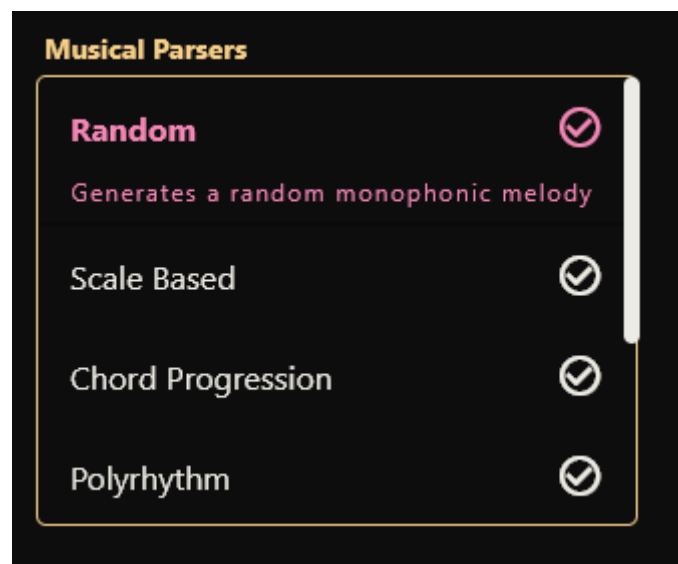 Musical Parsers
Random
Generates a random monophonic melody
Scale Based
Chord Progression
Polyrhythm